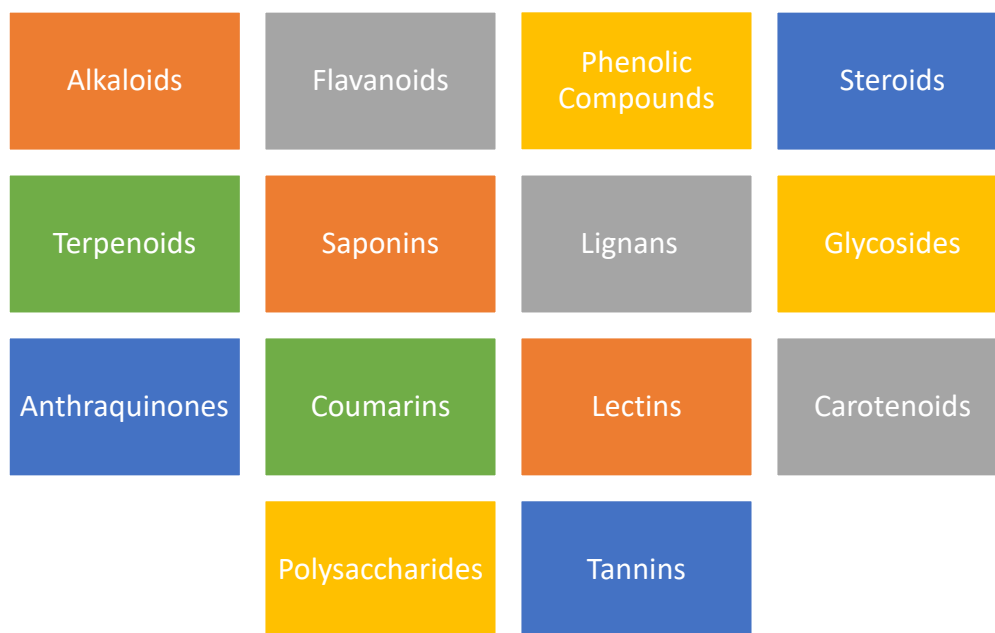 Alkaloids
Flavanoids
Phenolic
Compounds
Steroids
Terpenoids
Saponins
Lignans
Glycosides
Anthraquinones
Coumarins
Lectins
Carotenoids
Polysaccharides
Tannins